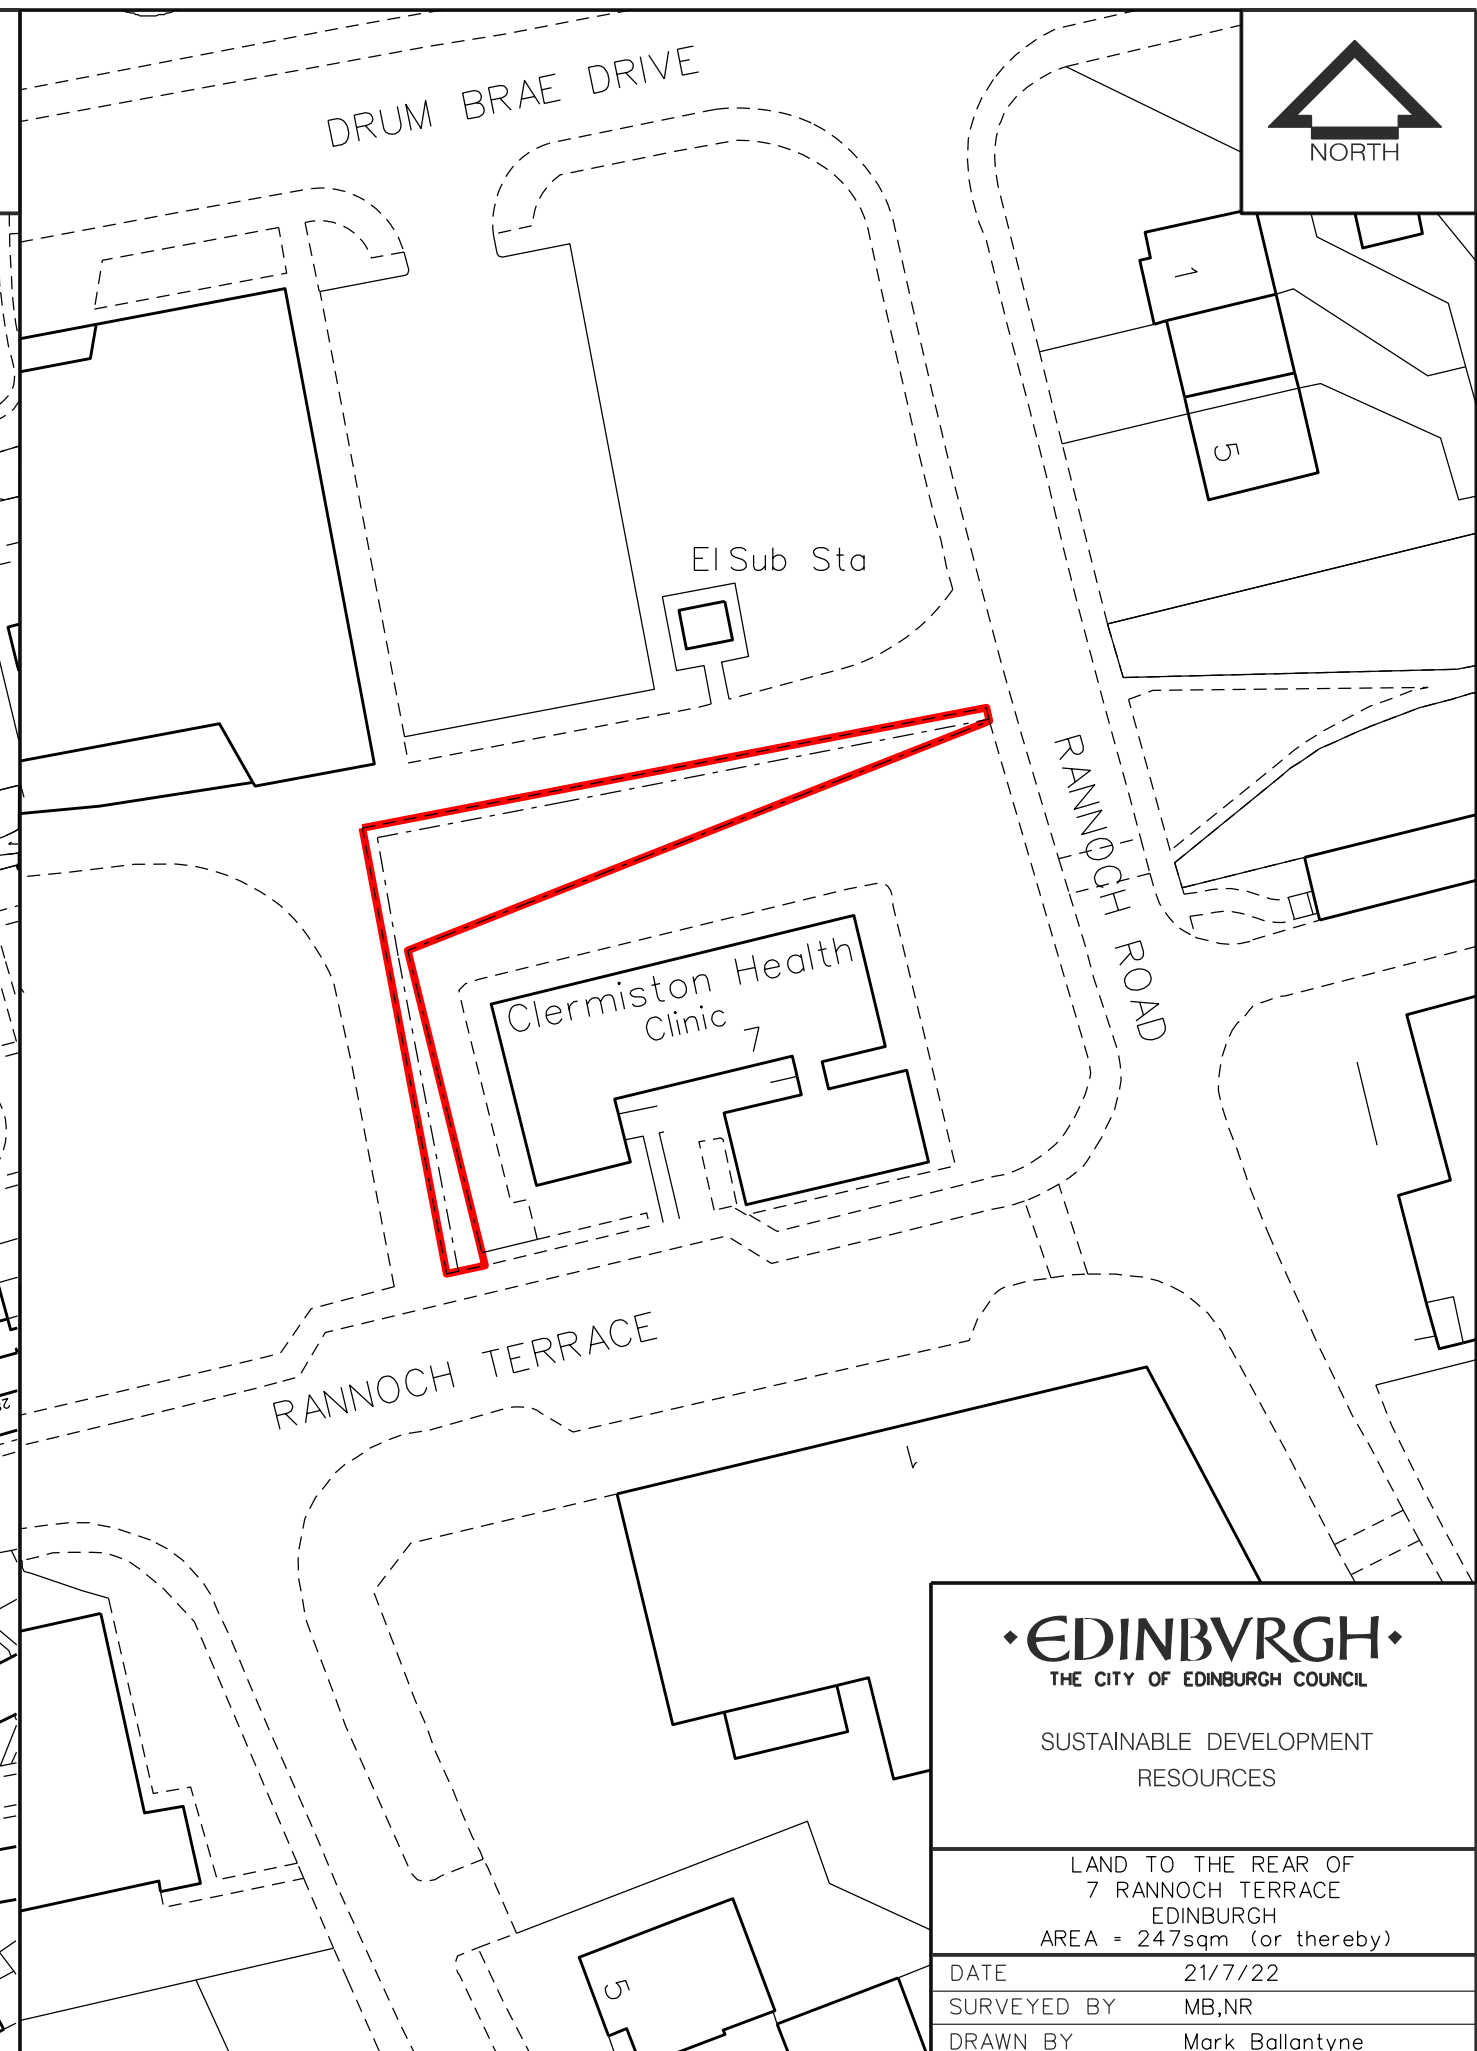 DRUM BRAE DRIVE
NORTH
1
5
El Sub Sta
RANNOCH ROAD
Clermiston Health
Clinic
7
RANNOCH TERRACE
1
5
EDINBVRGH
THE CITY OF EDINBURGH COUNCIL
SUSTAINABLE DEVELOPMENT
RESOURCES
LAND TO THE REAR OF
7 RANNOCH TERRACE
EDINBURGH
AREA = 247sqm (or thereby)
DATE 21/7/22
SURVEYED BY MB,NR
DRAWN BY Mark Ballantyne